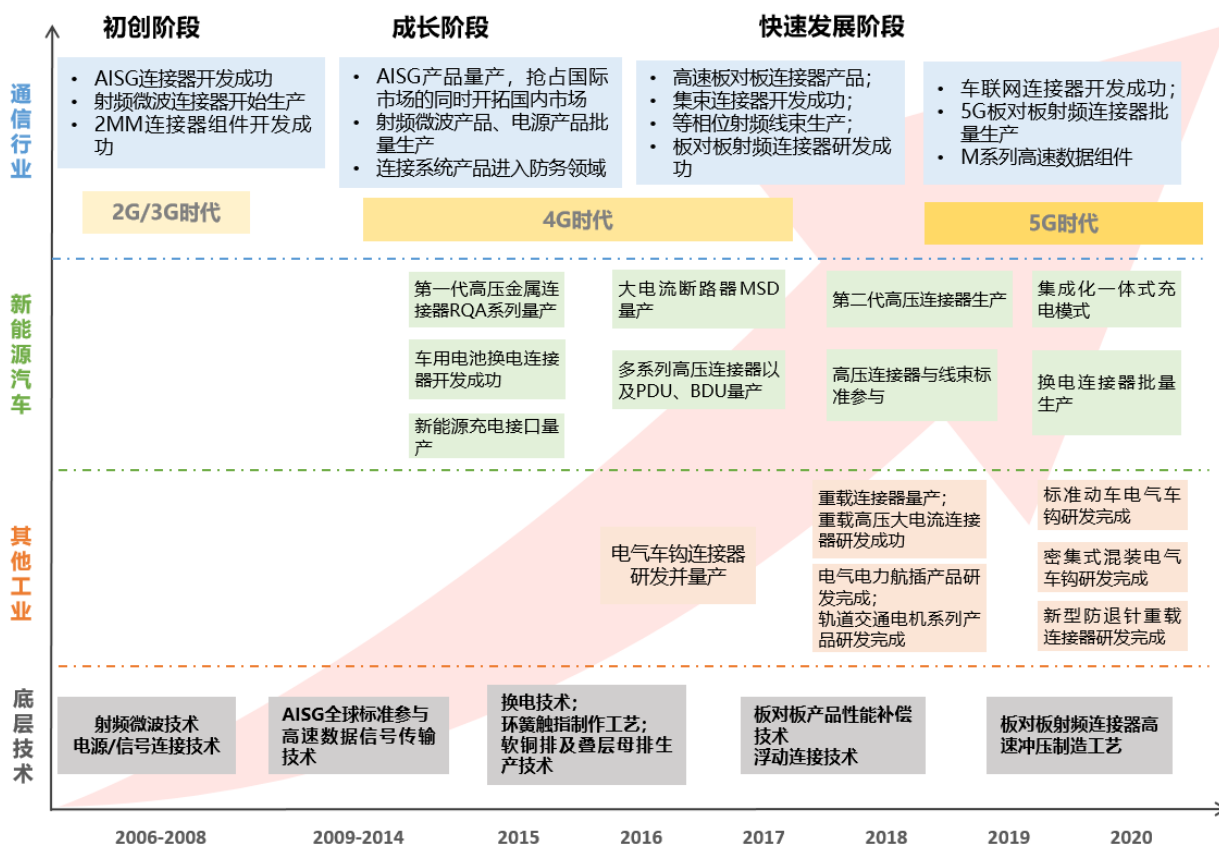 初创阶段
成长阶段
快速发展阶段
通信行业
• AISG连接器开发成功
• 射频微波连接器开始生产
• 2MM连接器组件开发成
功
• AISG产品量产，抢占国际
市场的同时开拓国内市场
• 射频微波产品、电源产品批
量生产
• 连接系统产品进入防务领域
• 高速板对板连接器产品；
• 集束连接器开发成功；
• 等相位射频线束生产；
• 板对板射频连接器研发成
功
• 车联网连接器开发成功；
• 5G板对板射频连接器批
量生产
• M系列高速数据组件
2G/3G时代
4G时代
5G时代
新能源汽车
第一代高压金属连
接器RQA系列量产
车用电池换电连接
器开发成功
新能源充电接口量
产
大电流断路器MSD
量产
多系列高压连接器以
及PDU、BDU量产
第二代高压连接器生产
高压连接器与线束标
准参与
集成化一体式充
电模式
换电连接器批量
生产
其他工业
电气车钩连接器
研发并量产
重载连接器量产；
重载高压大电流连接
器研发成功
电气电力航插产品研
发完成；
轨道交通电机系列产
品研发完成
标准动车电气车
钩研发完成
密集式混装电气
车钩研发完成
新型防退针重载
连接器研发完成
底层技术
射频微波技术
电源/信号连接技术
AISG全球标准参与
高速数据信号传输
技术
换电技术；
环簧触指制作工艺；
软铜排及叠层母排生
产技术
板对板产品性能补偿
技术
浮动连接技术
板对板射频连接器高
速冲压制造工艺
2006-2008
2009-2014
2015
2016
2017
2018
2019
2020